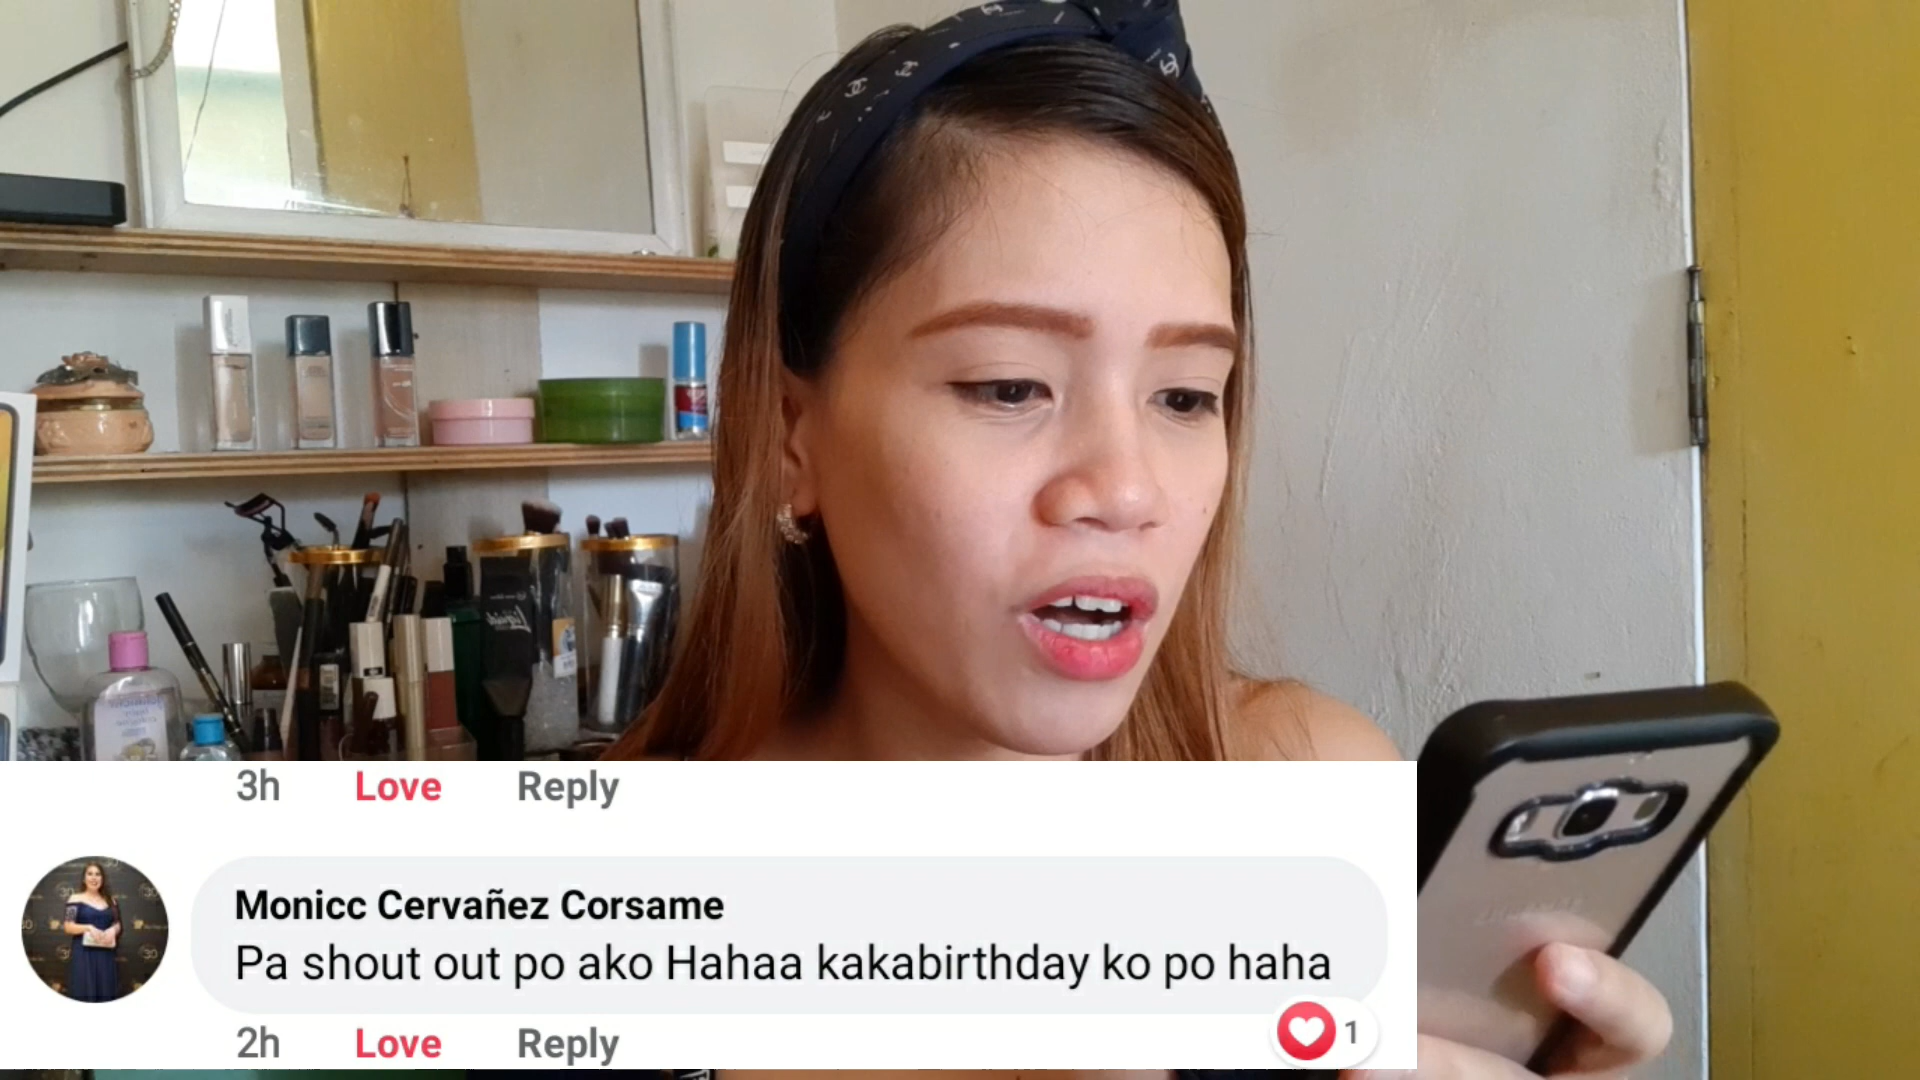 3h Love Reply
Monicc Cervañez Corsame
Pa shout out po ako Hahaa kakabirthday ko po haha
2h Love Reply 1